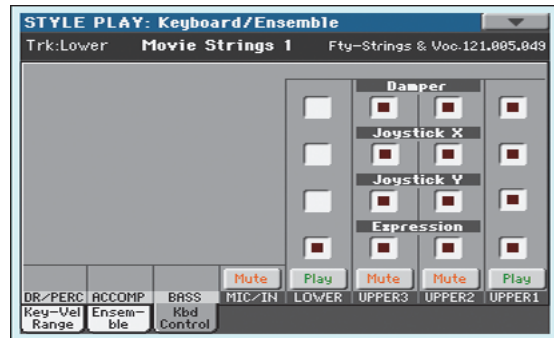 STYLE PLAY: Keyboard/Ensemble
Trk:Lower Movie Strings 1 Fty-Strings & Voc.121.005.049
Damper
Joystick X
Joystick Y
Expression
Mute Play Mute Mute Play
DR/PERC ACCOMP BASS MIC/IN LOWER UPPER3 UPPER2 UPPER1
Key-Vel Ensem- Kbd
Range ble Control